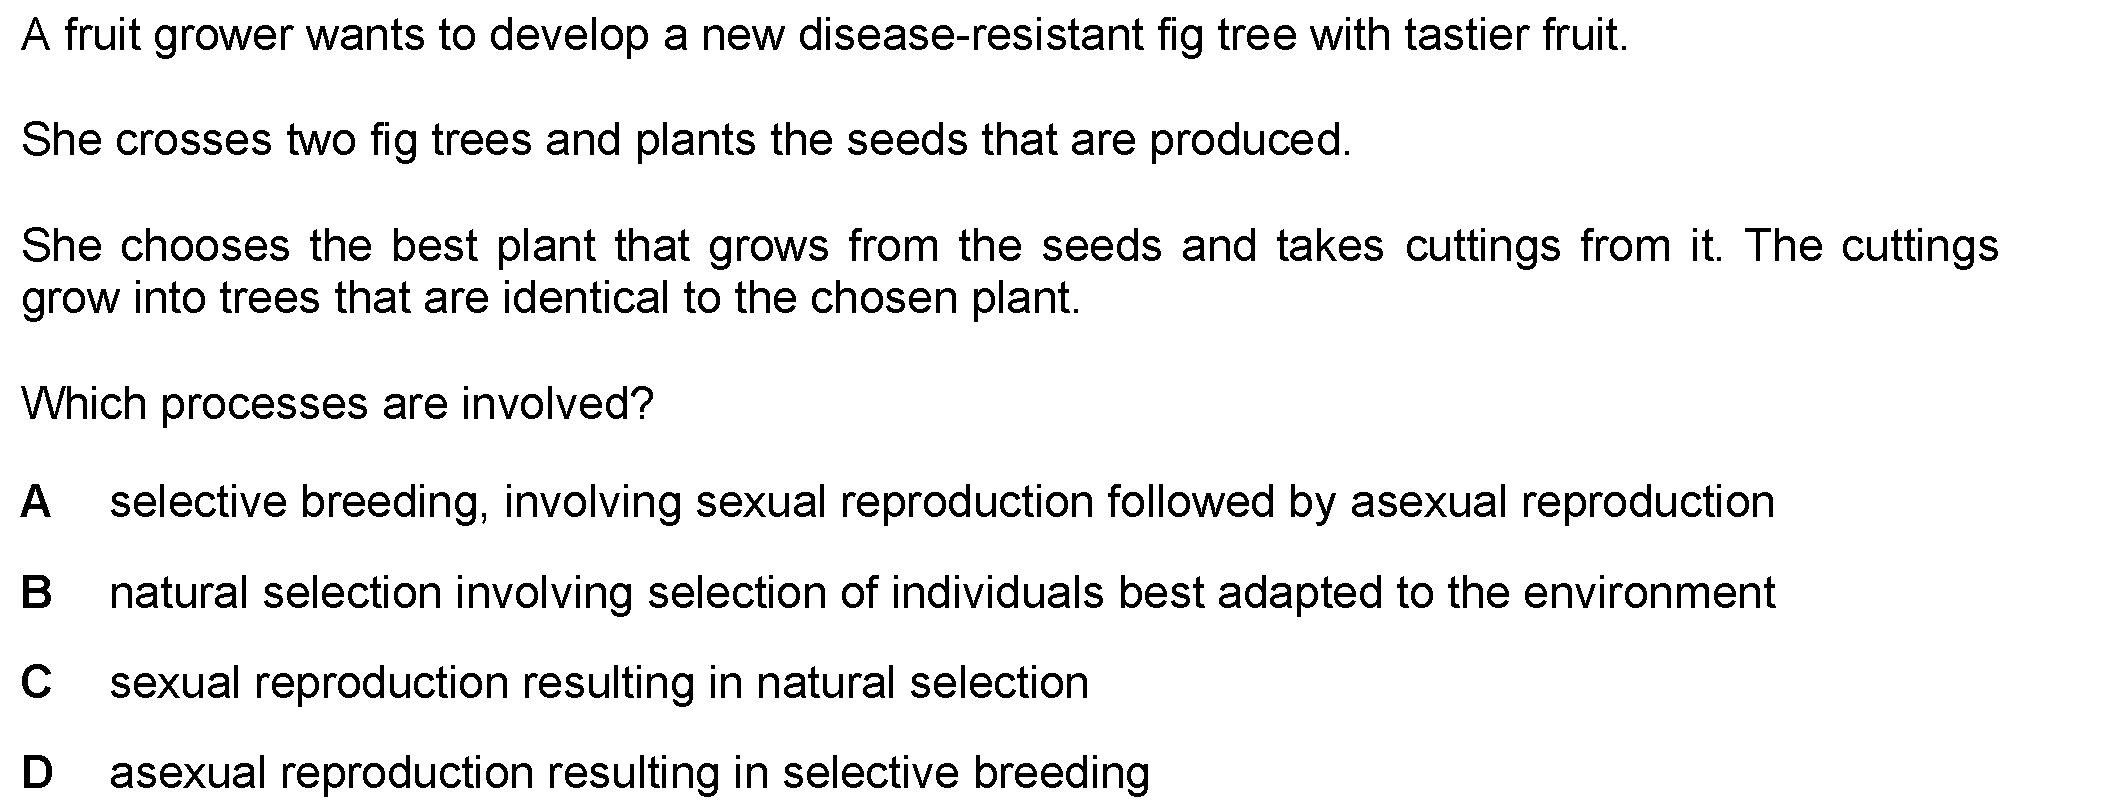 A fruit grower wants to develop a new disease-resistant fig tree with tastier fruit.
She crosses two fig trees and plants the seeds that are produced.
She chooses the best plant that grows from the seeds and takes cuttings from it. The cuttings
grow into trees that are identical to the chosen plant.
Which processes are involved?
A selective breeding, involving sexual reproduction followed by asexual reproduction
B natural selection involving selection of individuals best adapted to the environment
C sexual reproduction resulting in natural selection
D asexual reproduction resulting in selective breeding